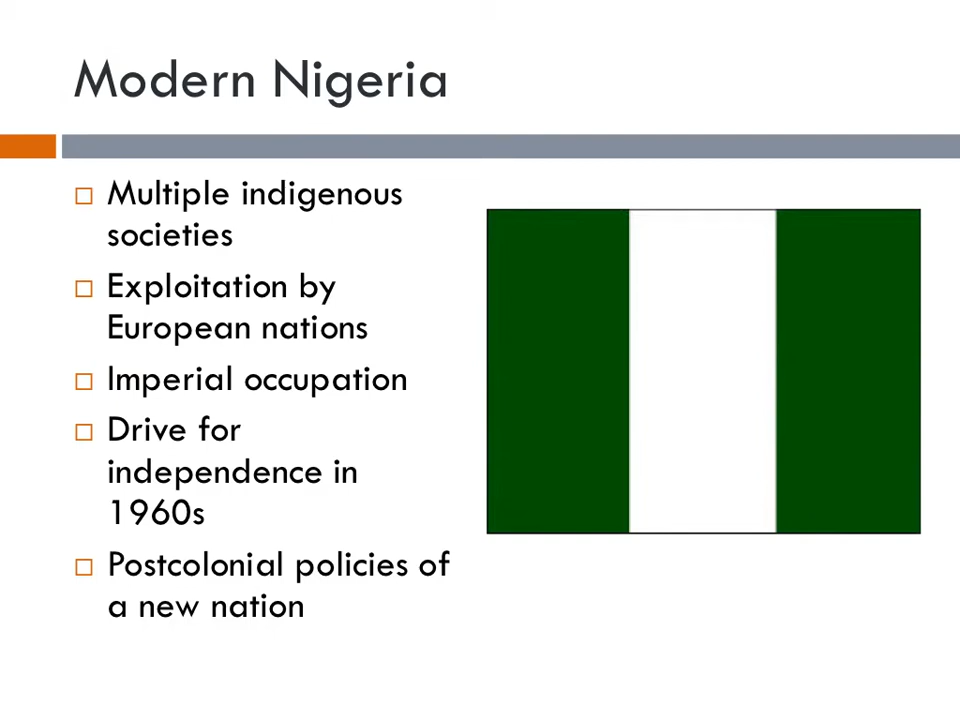 Modern Nigeria
Multiple indigenous
societies
Exploitation by
European nations
Imperial occupation
Drive for
independence in
1960s
Postcolonial policies of
a new nation